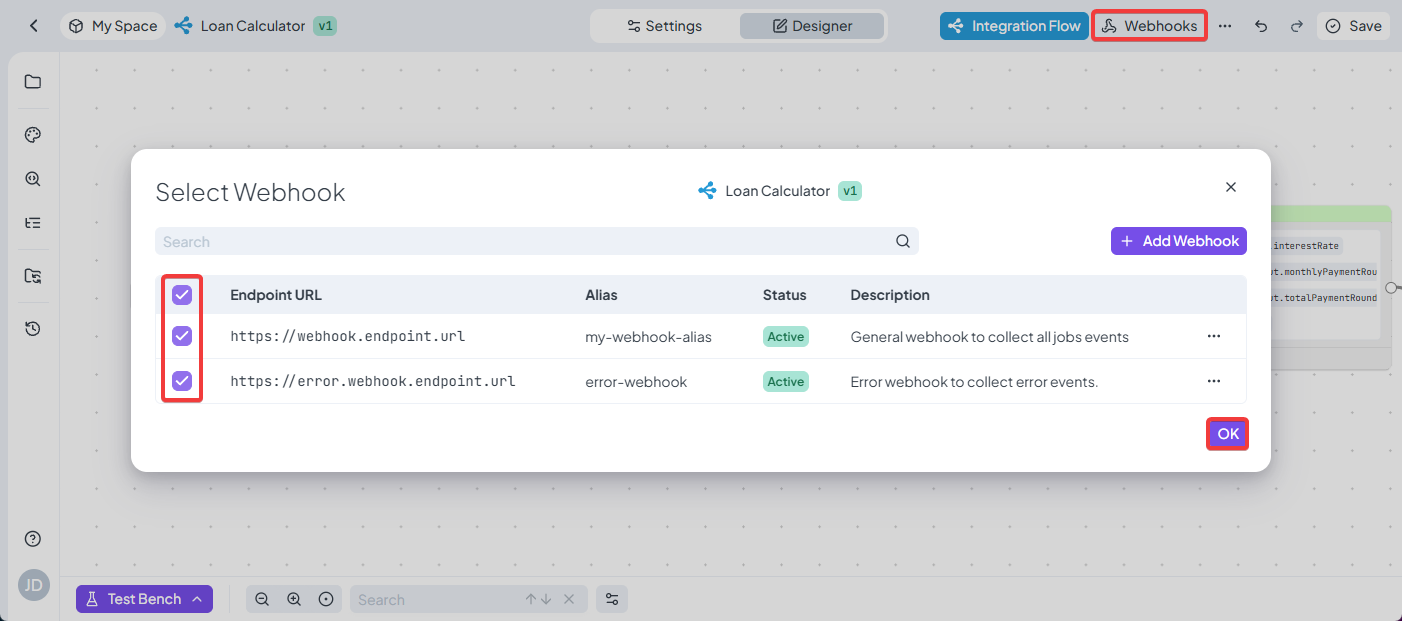 My Space Loan Calculator v1 Settings Designer Integration Flow Webhooks Save
Select Webhook Loan Calculator v1
Search Add Webhook
Endpoint URL Alias Status Description
https://webhook.endpoint.url my-webhook-alias Active General webhook to collect all jobs events
https://error.webhook.endpoint.url error-webhook Active Error webhook to collect error events.
OK
.interestRate
ut.monthlyPaymentRou
ut.totalPaymentRound
JD
Test Bench Search